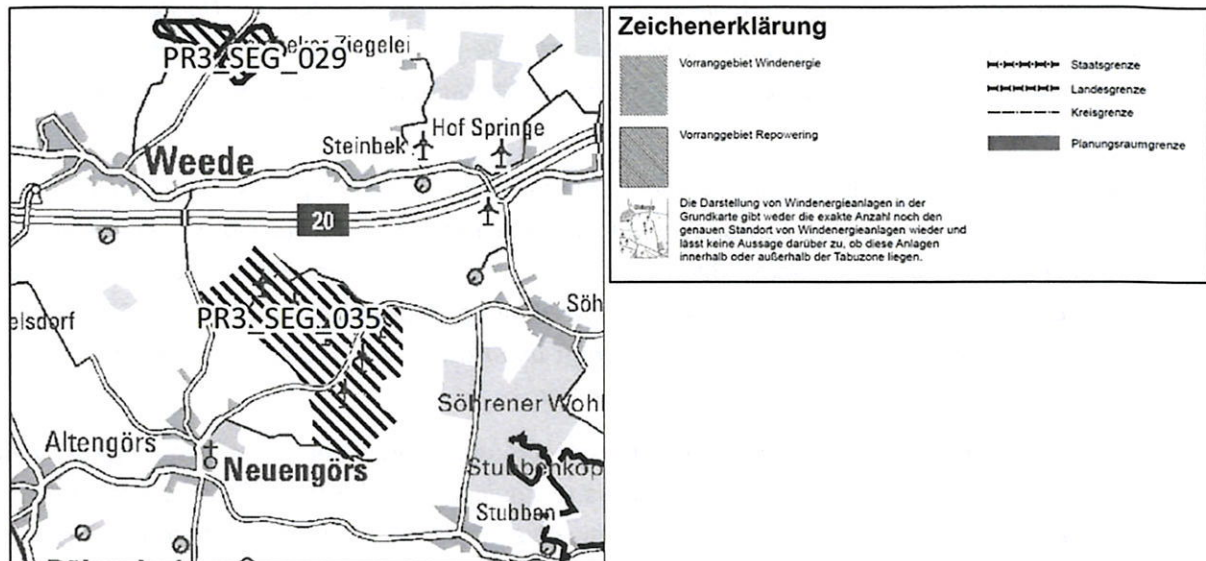 PR3_SEG_029
Ziegelei
Hof Springe
Steinbek
Weede
20
PR3_SEG_035
elsdorf
Söh
Söhrener Wohl
Altengörs
Neuengörs
Stubbenkop
Stubben
Zeichenerklärung
Vorranggebiet Windenergie
Vorranggebiet Repowering
Die Darstellung von Windenergieanlagen in der
Grundkarte gibt weder die exakte Anzahl noch den
genauen Standort von Windenergieanlagen wieder und
lässt keine Aussage darüber zu, ob diese Anlagen
innerhalb oder außerhalb der Tabuzone liegen.
Staatsgrenze
Landesgrenze
Kreisgrenze
Planungsraumgrenze